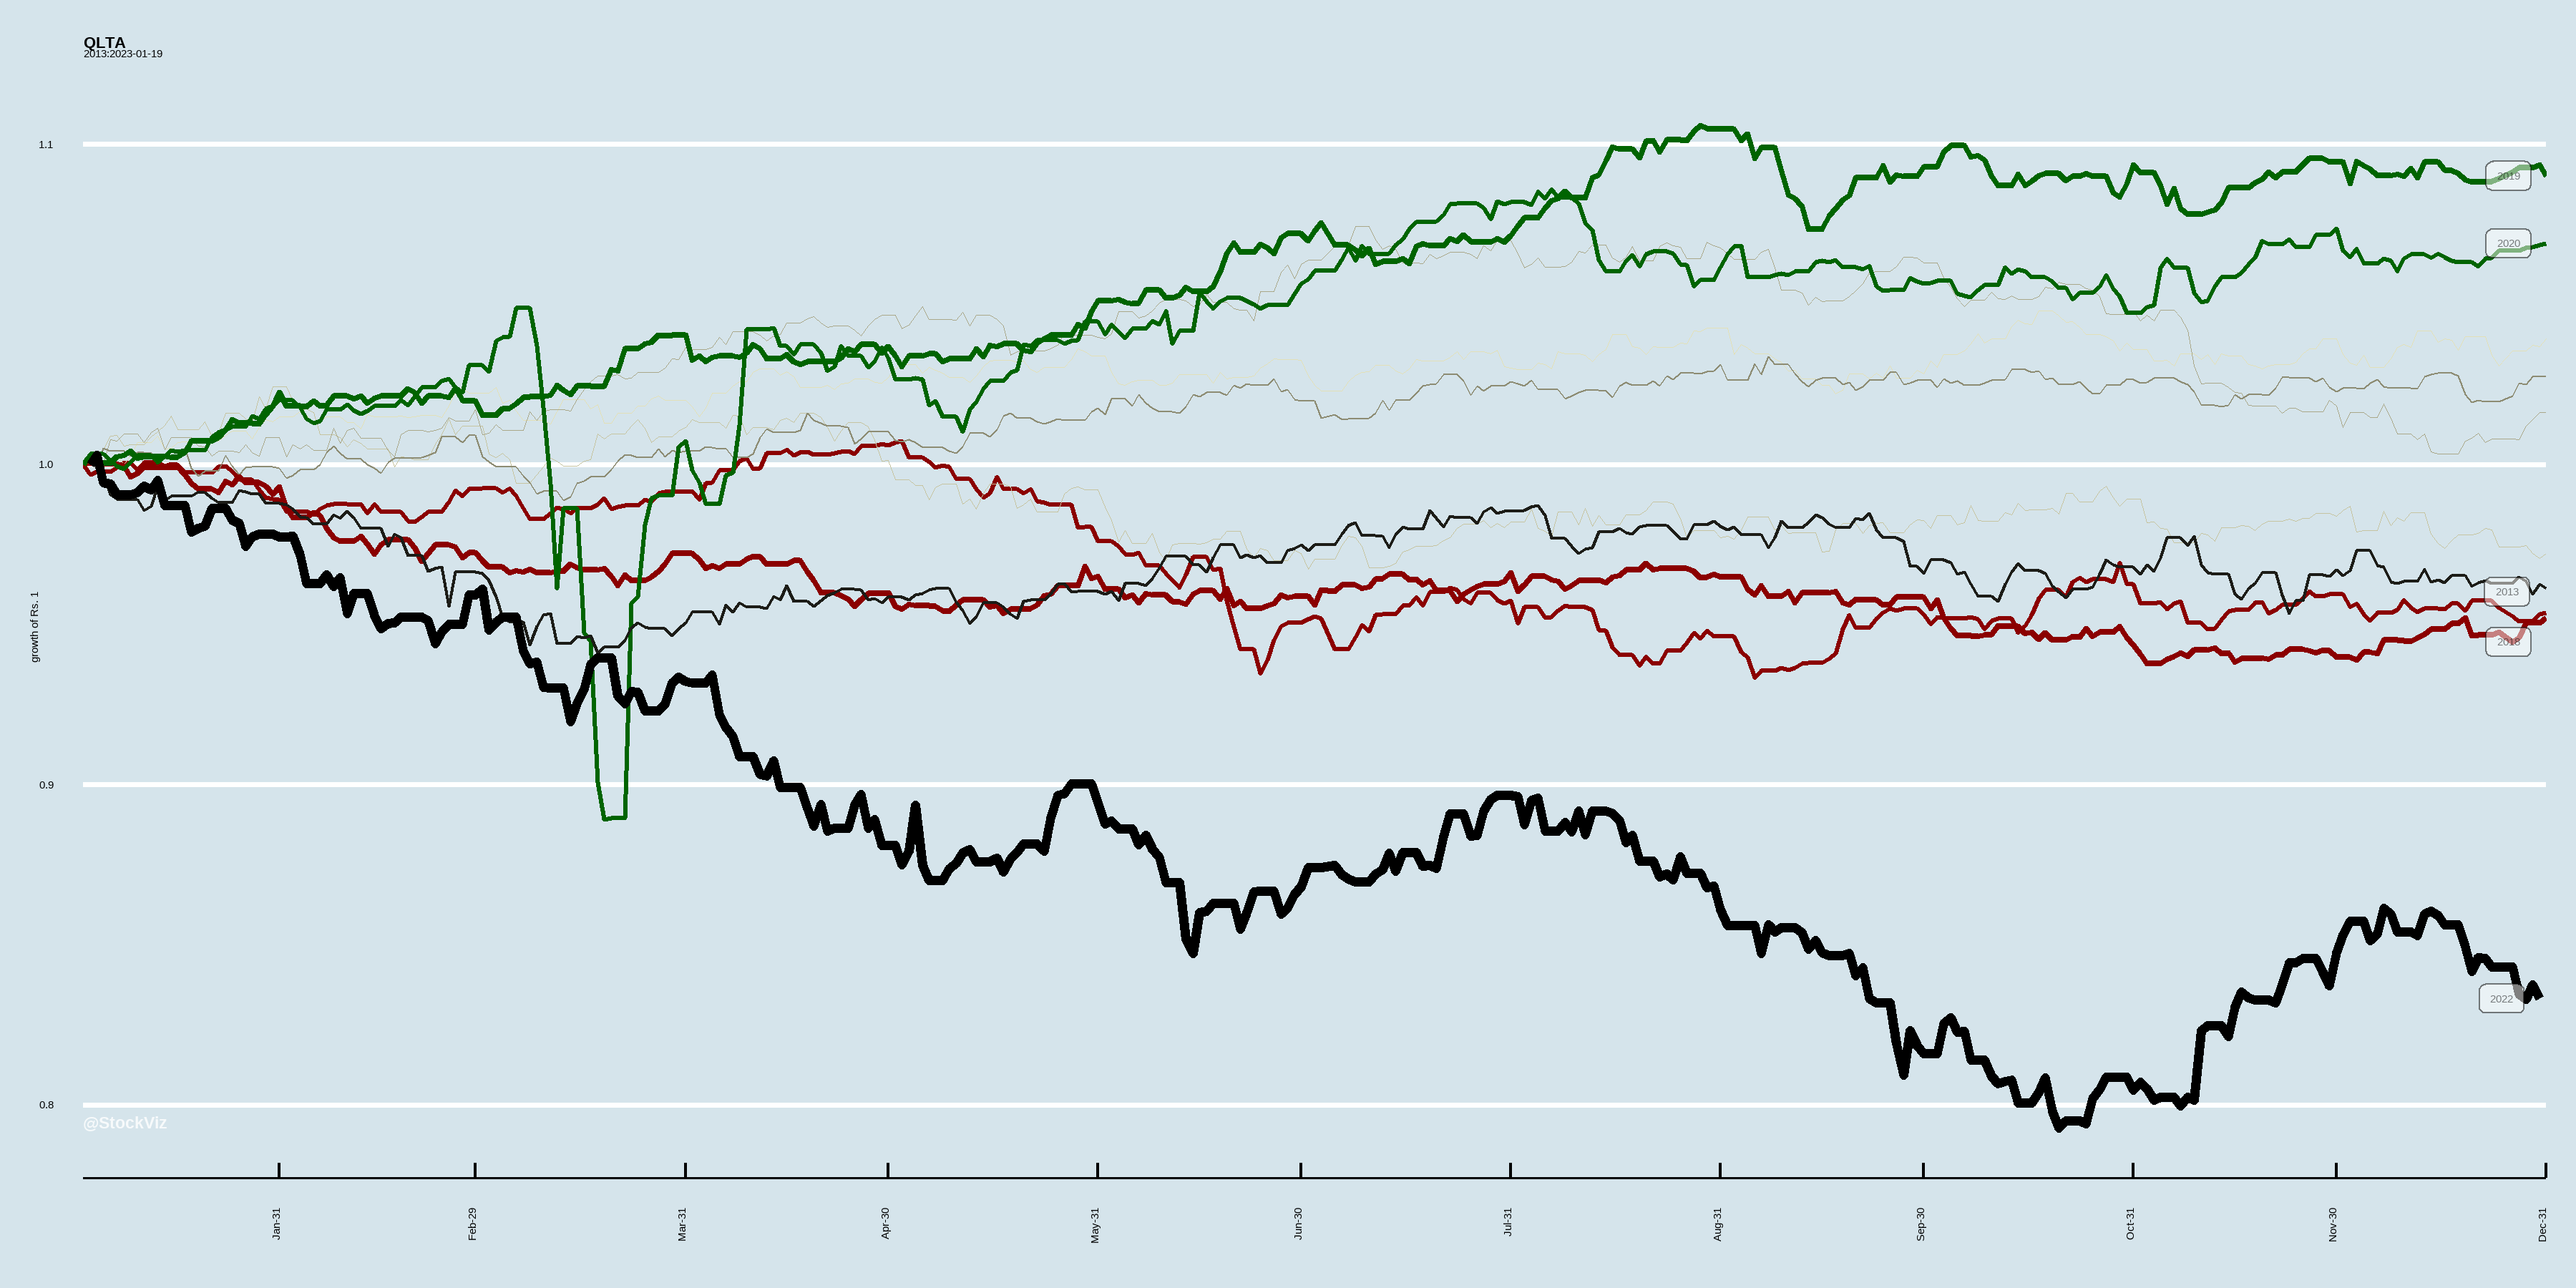 QLTA
2013:2023-01-19
1.1
1.0
0.9
0.8
growth of Rs. 1
2019
2020
2013
2018
2022
@StockViz
Jan-31
Feb-29
Mar-31
Apr-30
May-31
Jun-30
Jul-31
Aug-31
Sep-30
Oct-31
Nov-30
Dec-31